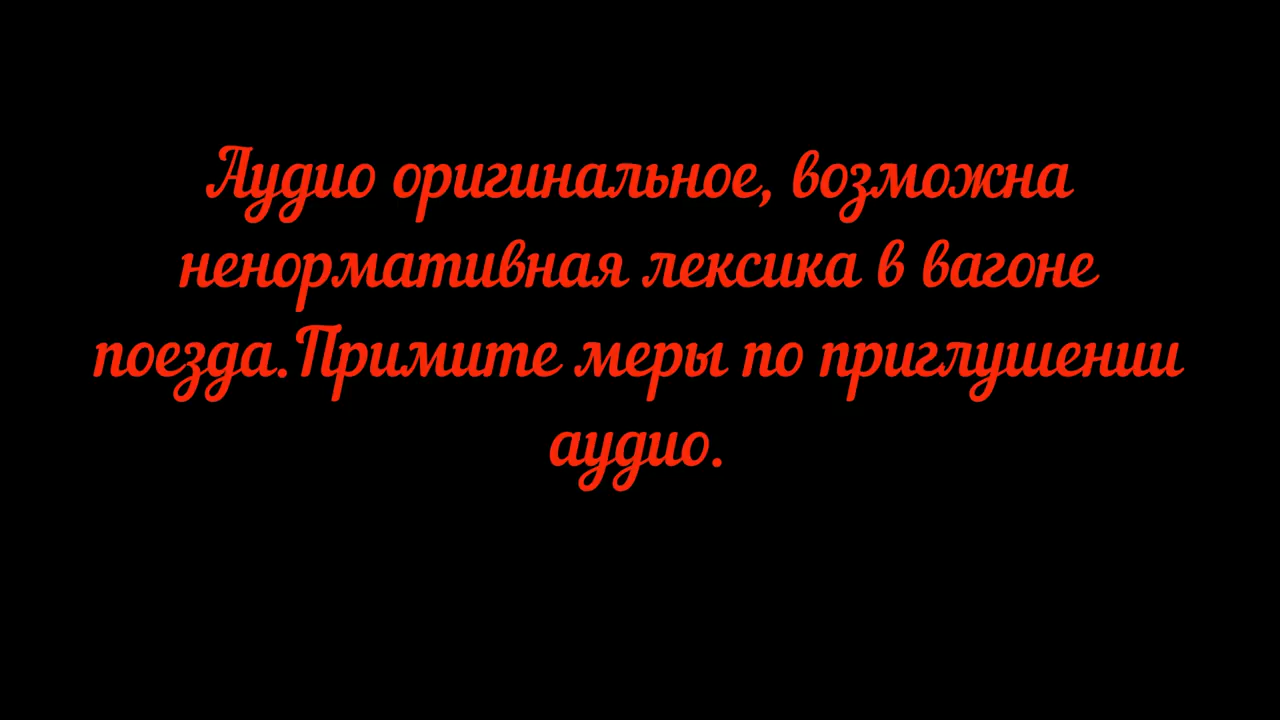 Аудио оригинальное, возможна
ненормативная лексика в вагоне
поезда.Примите меры по приглушении
аудио.